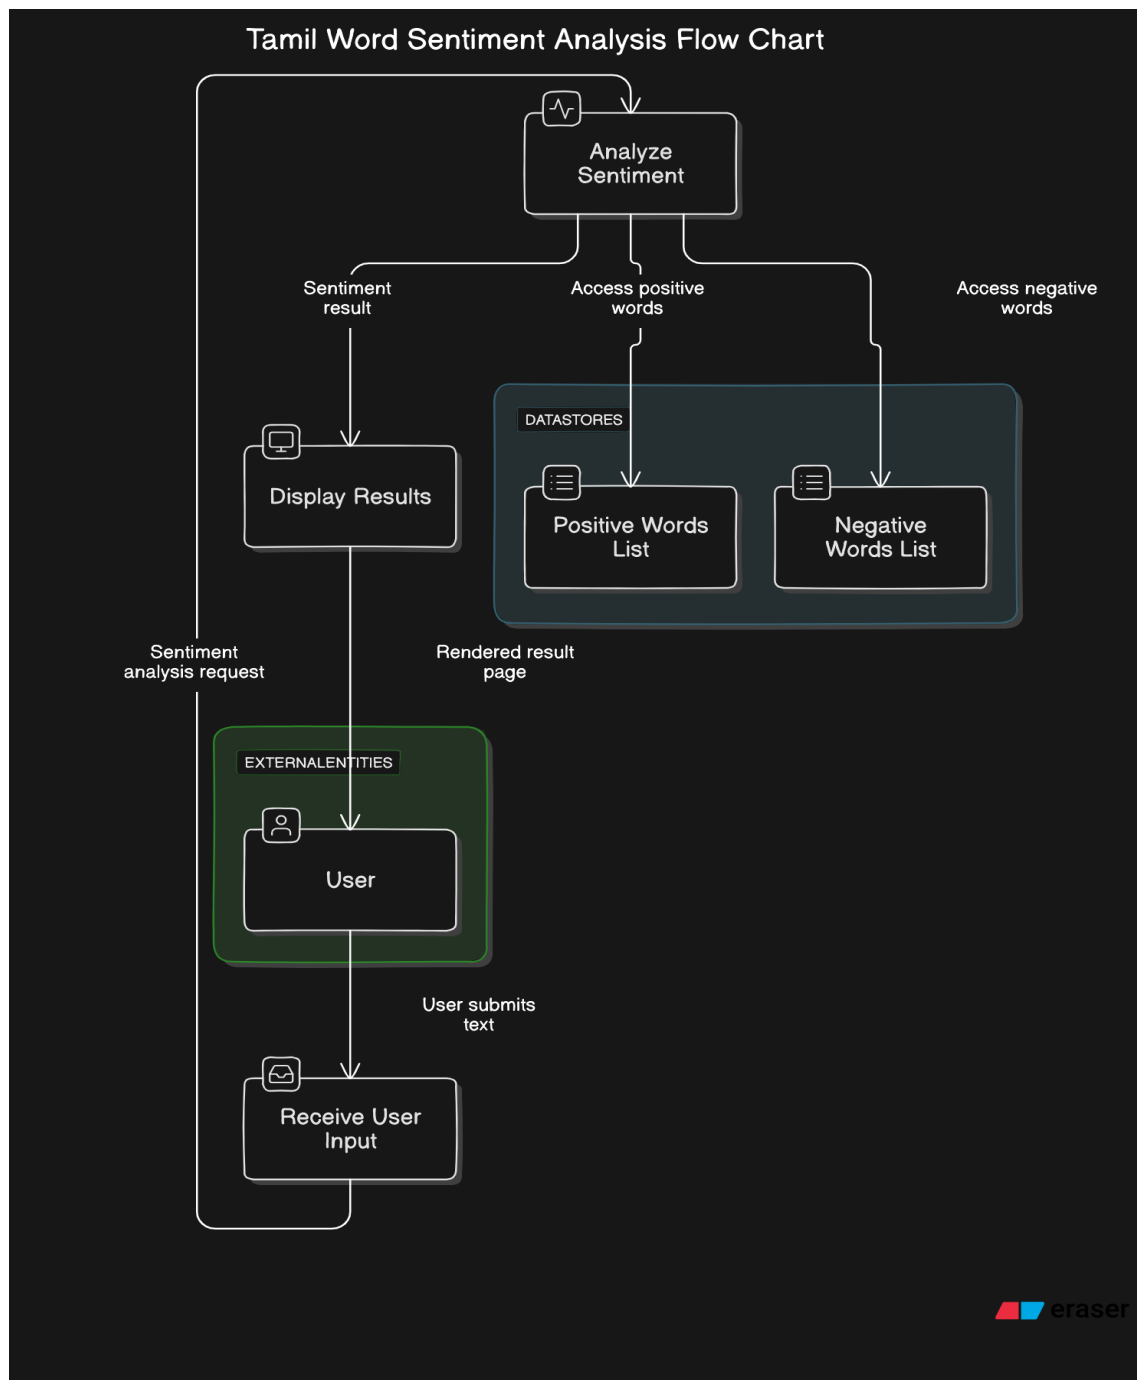 Tamil Word Sentiment Analysis Flow Chart
Analyze
Sentiment
Sentiment
result
Access positive
words
Access negative
words
DATASTORES
Display Results
Positive Words
List
Negative
Words List
Sentiment
analysis request
Rendered result
page
EXTERNALENTITIES
User
User submits
text
Receive User
Input
eraser